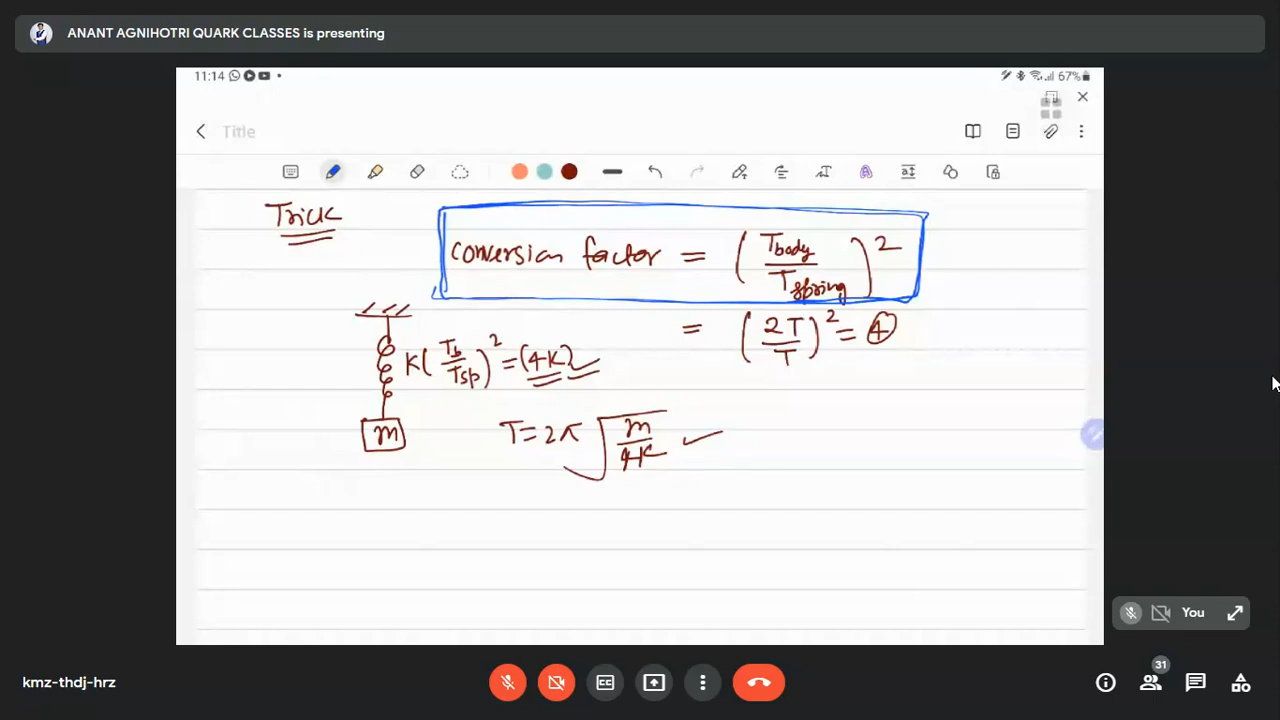 ANANT AGNIHOTRI QUARK CLASSES is presenting
11:14
67%
Title
Trick
conversion factor = (Tbody/Tspring)²
= (2T/T)² = 4
K(Tb/Tsp)² = (4K)
m
T = 2π√(m/4K)
You
kmz-thdj-hrz
31